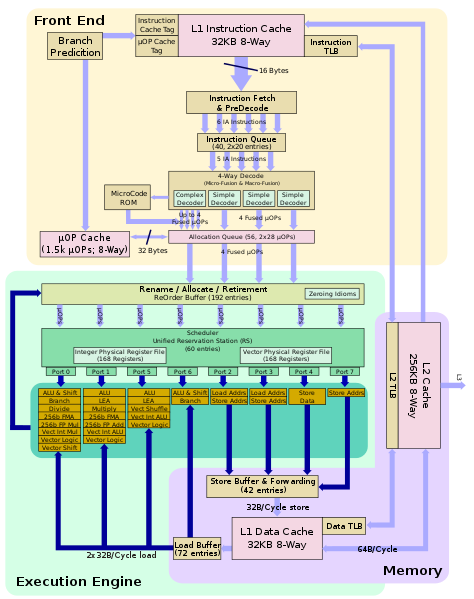 Front End
Instruction
Cache Tag
µOP Cache
Tag
L1 Instruction Cache
32KB 8-Way
Branch
Predicition
Instruction
TLB
16 Bytes
Instruction Fetch
& PreDecode
6 IA Instructions
Instruction Queue
(40, 2x20 entries)
5 IA Instructions
4-Way Decode
(Micro-Fusion & Macro-Fusion)
MicroCode
ROM
Complex
Decoder
Simple
Decoder
Simple
Decoder
Simple
Decoder
Up to 4
Fused µOPs
4 Fused µOPs
µOP Cache
(1.5k µOPs; 8-Way)
32 Bytes
Allocation Queue (56, 2x28 µOPs)
4 Fused µOPs
Rename / Allocate / Retirement
ReOrder Buffer (192 entries)
Zeroing Idioms
µOP
µOP
µOP
µOP
µOP
µOP
µOP
µOP
Scheduler
Unified Reservation Station (RS)
(60 entries)
Integer Physical Register File
(168 Registers)
Vector Physical Register File
(168 Registers)
Port 0
Port 1
Port 5
Port 6
Port 2
Port 3
Port 4
Port 7
ALU & Shift
Branch
Divide
256b FMA
256b FP Mul
Vect Int Mul
Vector Logic
Vector Shift
ALU
LEA
Multiply
256b FMA
256b FP Add
Vect Int ALU
Vector Logic
ALU
LEA
Vect Shuffle
Vect Int ALU
Vector Logic
ALU & Shift
Branch
Load Addrs
Store Addrs
Load Addrs
Store Addrs
Store
Data
Store Addrs
L2 TLB
L2 Cache
256KB 8-Way
L3
Store Buffer & Forwarding
(42 entries)
32B/Cycle store
L1 Data Cache
32KB 8-Way
Data TLB
Load Buffer
(72 entries)
2x 32B/Cycle load
64B/Cycle
Memory
Execution Engine